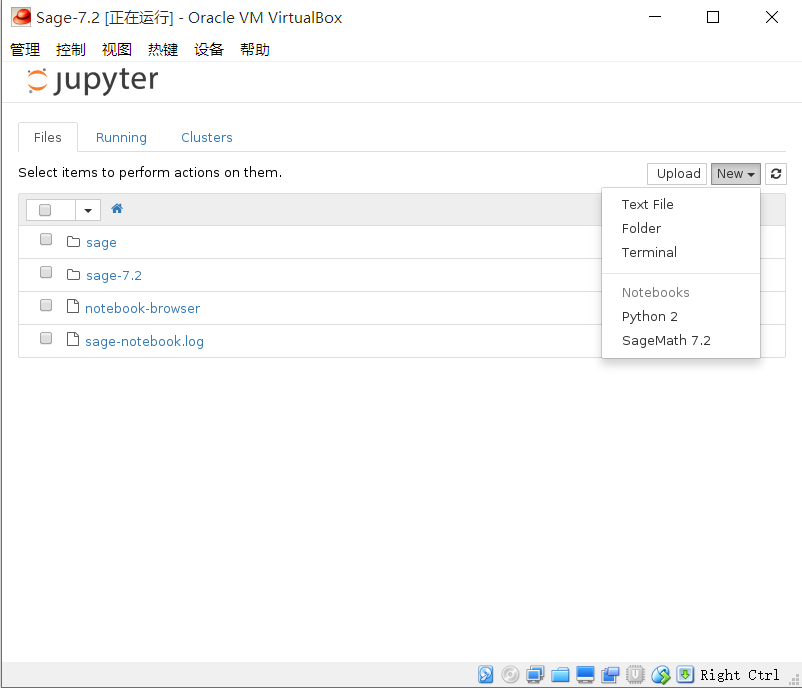 Sage-7.2 [正在运行] - Oracle VM VirtualBox
管理 控制 视图 热键 设备 帮助
jupyter
Files Running Clusters
Select items to perform actions on them.
Upload New
Text File
Folder
Terminal
Notebooks
Python 2
SageMath 7.2
sage
sage-7.2
notebook-browser
sage-notebook.log
Right Ctrl